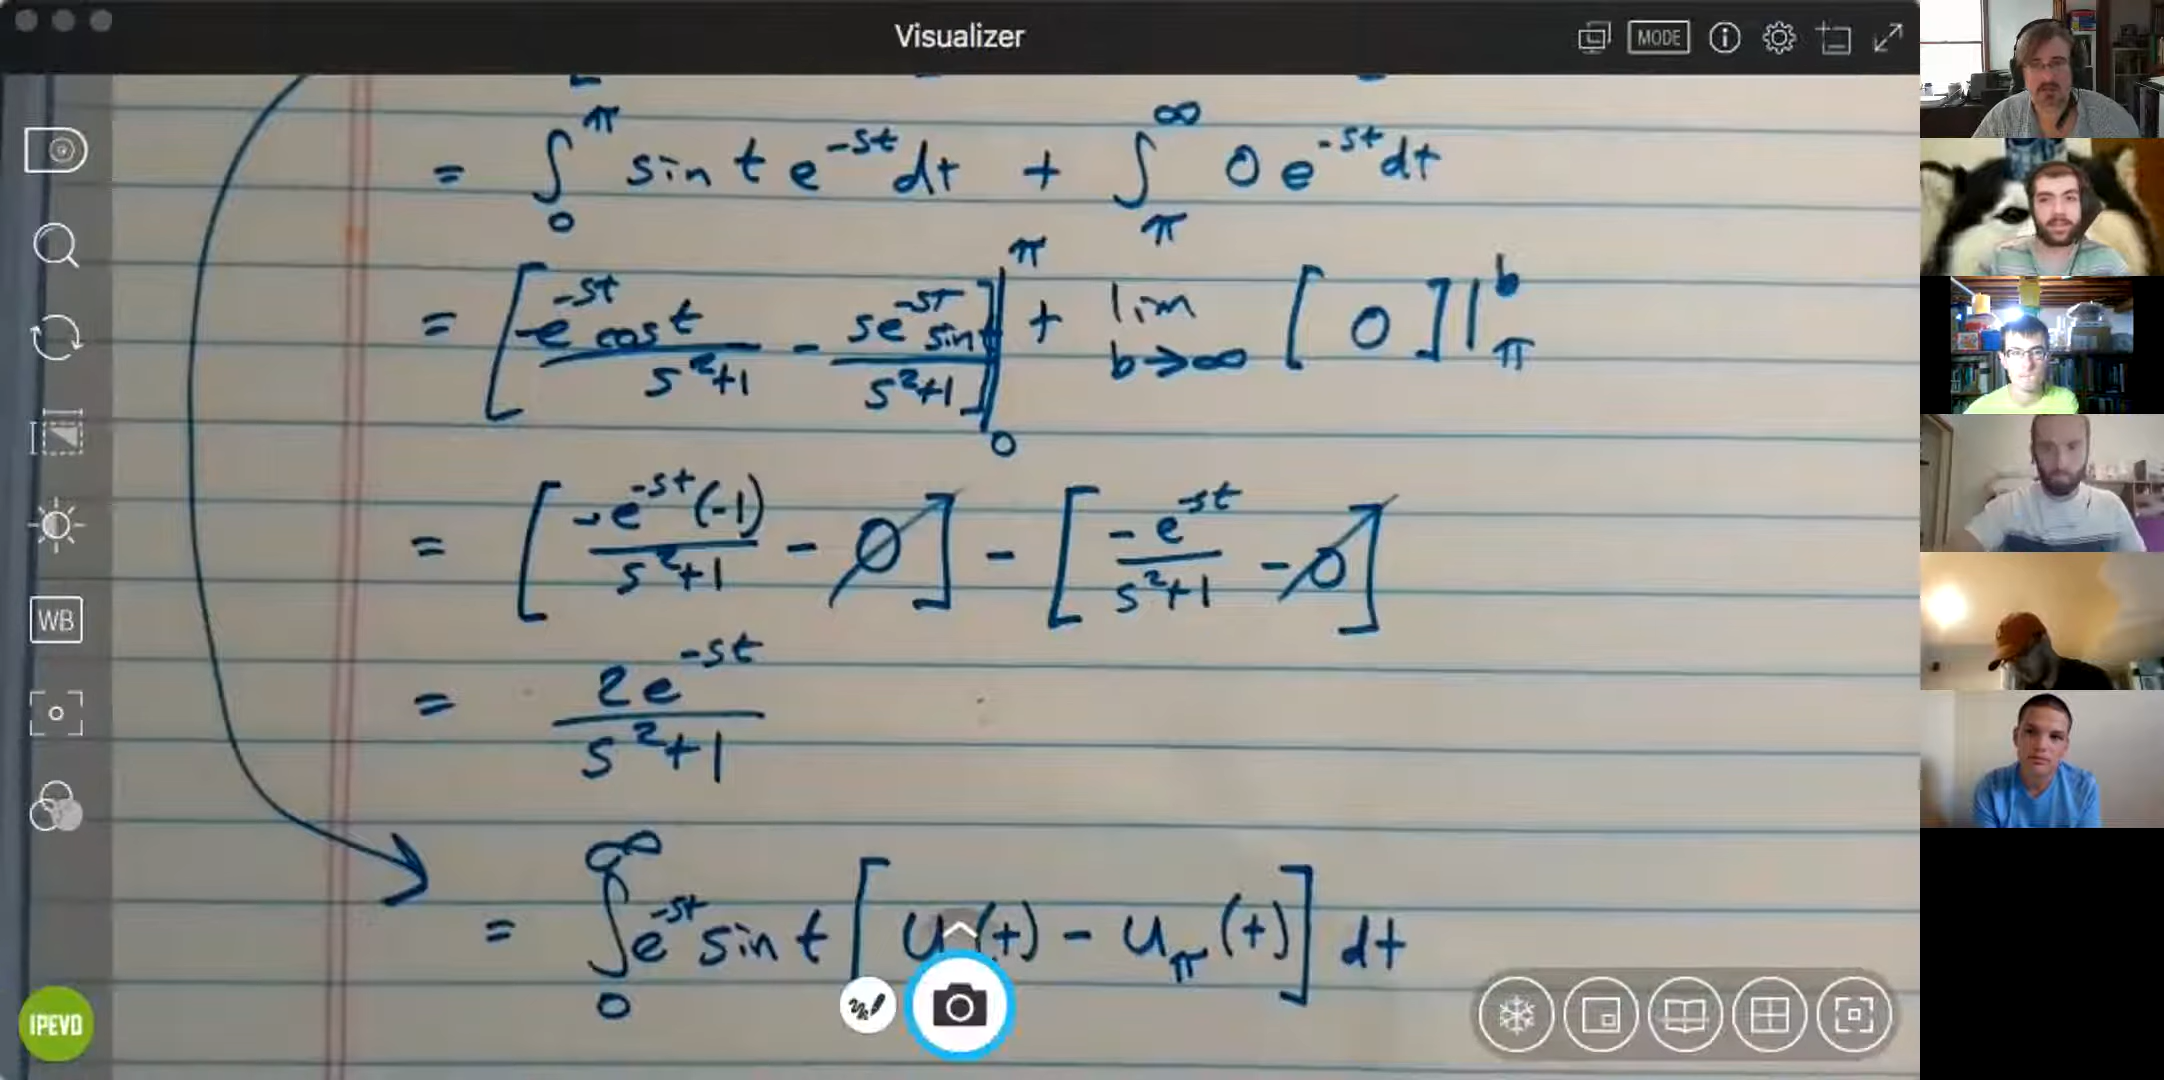 Visualizer
MODE
= ∫₀^π sin t e^{-st} dt + ∫_π^∞ 0 e^{-st} dt
= [ -e^{-st} cos t / s²+1 - s e^{-st} sin t / s²+1 ] |₀^π + lim b→∞ [ 0 ] |_π^b
= [ -e^{-st} (-1) / s²+1 - 0 ] - [ -e^{-st} / s²+1 - 0 ]
= 2e^{-st} / s²+1
= ∫₀^∞ e^{-st} sin t [ u (t) - u_π (t) ] dt
WB
IPEVO